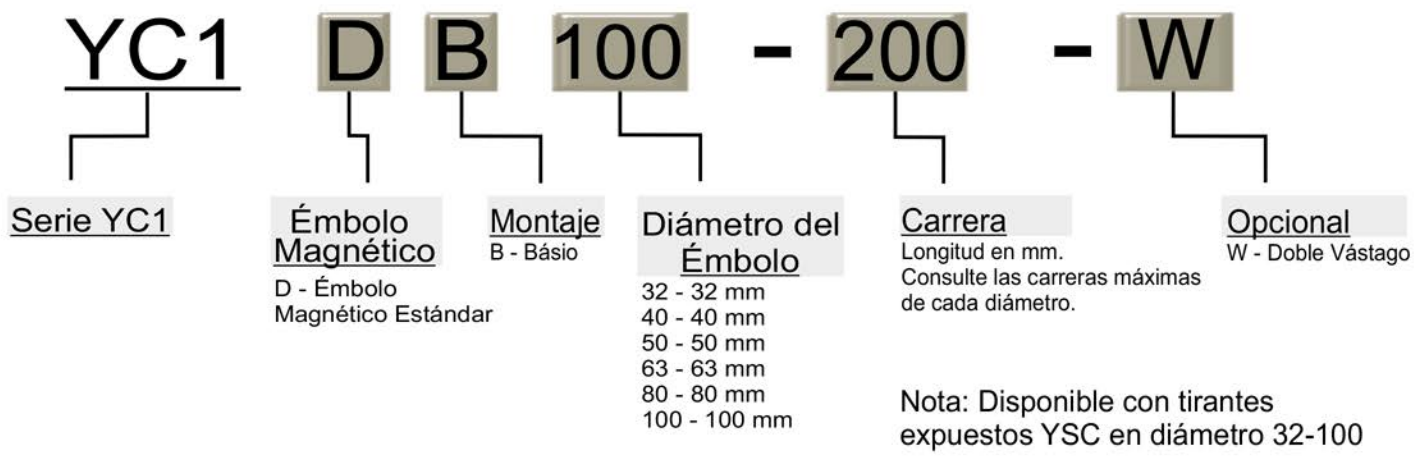 YC1 D B 100 - 200 - W
Serie YC1
Émbolo
Magnético
D - Émbolo
Magnético Estándar
Montaje
B - Básio
Diámetro del
Émbolo
32 - 32 mm
40 - 40 mm
50 - 50 mm
63 - 63 mm
80 - 80 mm
100 - 100 mm
Carrera
Longitud en mm.
Consulte las carreras máximas
de cada diámetro.
Opcional
W - Doble Vástago
Nota: Disponible con tirantes
expuestos YSC en diámetro 32-100